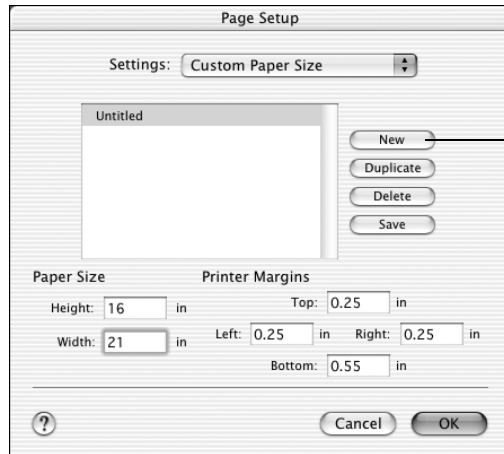 Page Setup
Settings: Custom Paper Size
Untitled
New
Duplicate
Delete
Save
Paper Size Printer Margins
Height: 16 in Top: 0.25 in
Width: 21 in Left: 0.25 in Right: 0.25 in
Bottom: 0.55 in
? Cancel OK